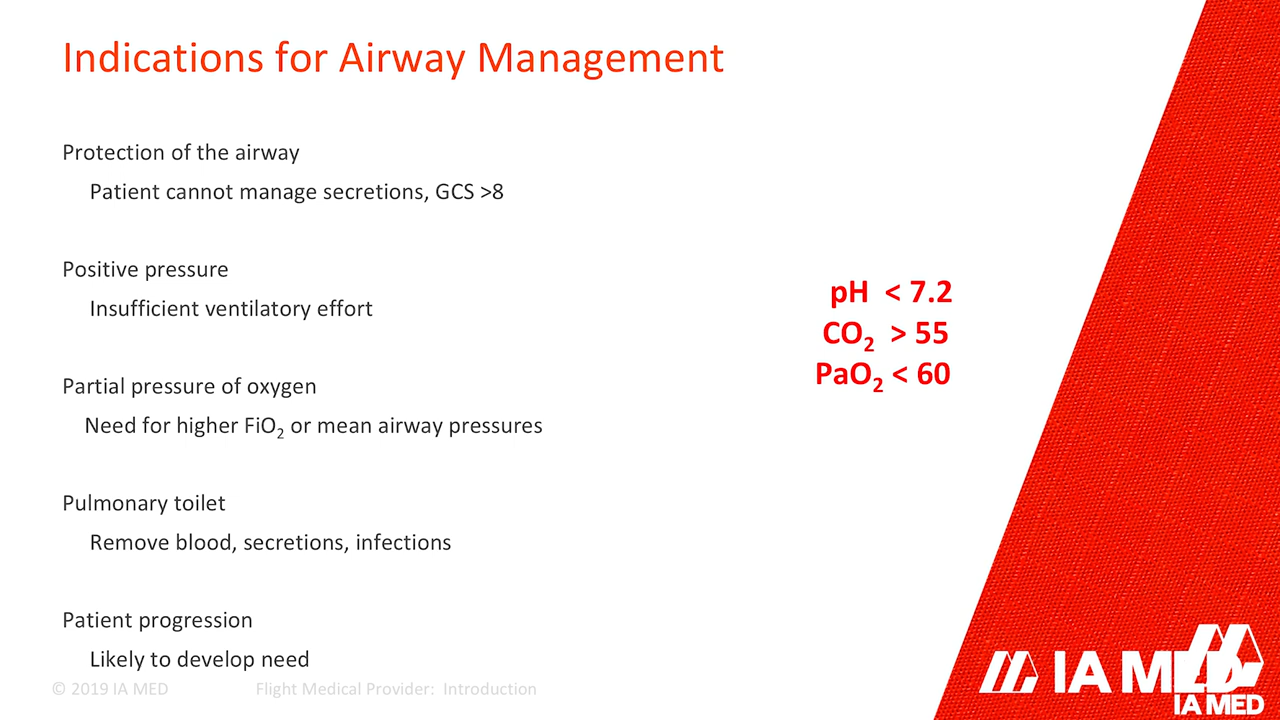 Indications for Airway Management
Protection of the airway
Patient cannot manage secretions, GCS >8
Positive pressure
Insufficient ventilatory effort
Partial pressure of oxygen
Need for higher FiO₂ or mean airway pressures
Pulmonary toilet
Remove blood, secretions, infections
Patient progression
Likely to develop need
pH < 7.2
CO₂ > 55
PaO₂ < 60
© 2019 IA MED Flight Medical Provider: Introduction
IA MED
IA MED